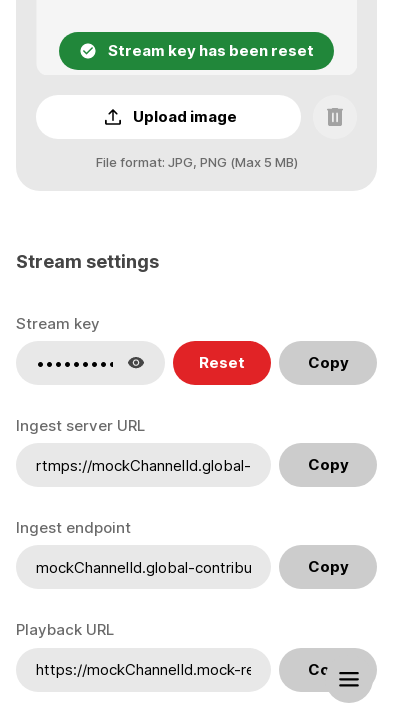 Stream key has been reset
Upload image
File format: JPG, PNG (Max 5 MB)
Stream settings
Stream key
••••••••• Reset Copy
Ingest server URL
rtmps://mockChannelId.global- Copy
Ingest endpoint
mockChannelId.global-contribu Copy
Playback URL
https://mockChannelId.mock-re Co